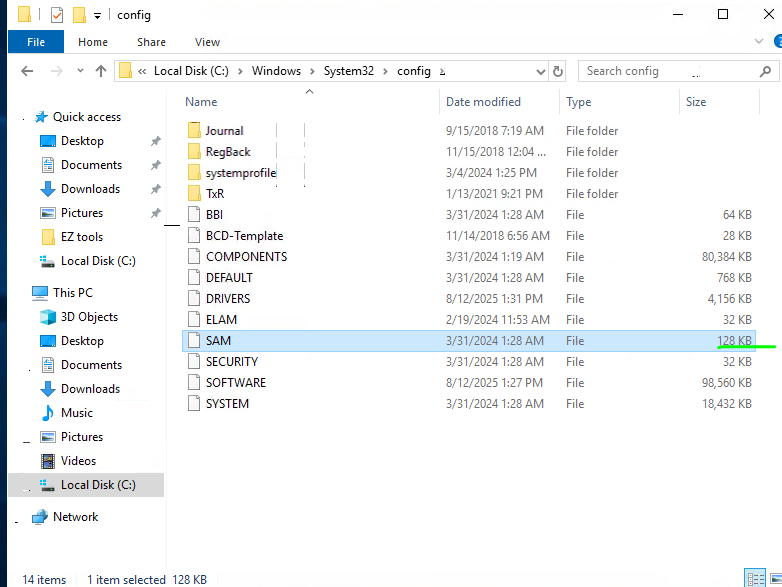 config
File Home Share View
« Local Disk (C:) › Windows › System32 › config
Search config
Name Date modified Type Size
Quick access
Desktop
Documents
Downloads
Pictures
EZ tools
Local Disk (C:)
This PC
3D Objects
Desktop
Documents
Downloads
Music
Pictures
Videos
Local Disk (C:)
Network
Journal 9/15/2018 7:19 AM File folder
RegBack 11/15/2018 12:04 ... File folder
systemprofile 3/4/2024 1:25 PM File folder
TxR 1/13/2021 9:21 PM File folder
BBI 3/31/2024 1:28 AM File 64 KB
BCD-Template 11/14/2018 6:56 AM File 28 KB
COMPONENTS 3/31/2024 1:19 AM File 80,384 KB
DEFAULT 3/31/2024 1:28 AM File 768 KB
DRIVERS 8/12/2025 1:31 PM File 4,156 KB
ELAM 2/19/2024 11:53 AM File 32 KB
SAM 3/31/2024 1:28 AM File 128 KB
SECURITY 3/31/2024 1:28 AM File 32 KB
SOFTWARE 8/12/2025 1:27 PM File 98,560 KB
SYSTEM 3/31/2024 1:28 AM File 18,432 KB
14 items 1 item selected 128 KB